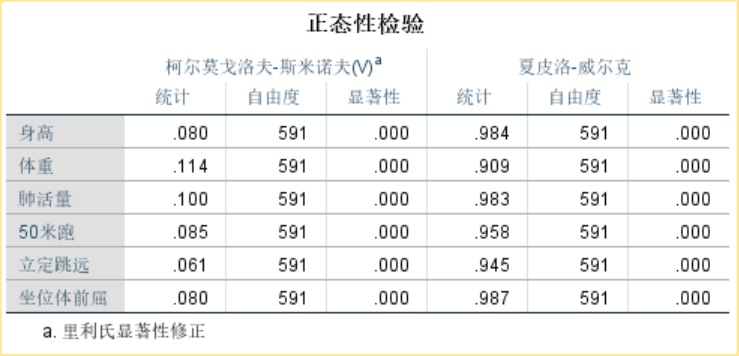 正态性检验
柯尔莫戈洛夫-斯米诺夫(V)a 夏皮洛-威尔克
统计 自由度 显著性 统计 自由度 显著性
身高 .080 591 .000 .984 591 .000
体重 .114 591 .000 .909 591 .000
肺活量 .100 591 .000 .983 591 .000
50米跑 .085 591 .000 .958 591 .000
立定跳远 .061 591 .000 .945 591 .000
坐位体前屈 .080 591 .000 .987 591 .000
a. 里利氏显著性修正